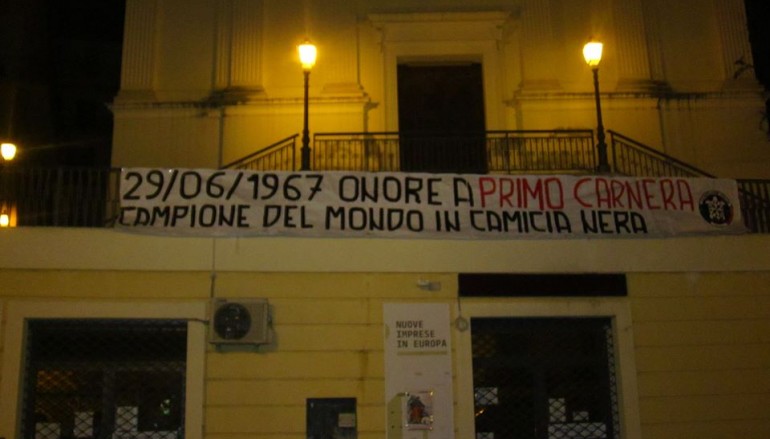 29/06/1967 ONORE A PRIMO CARNERA
CAMPIONE DEL MONDO IN CAMICIA NERA
NUOVE
IMPRESE
IN EUROPA